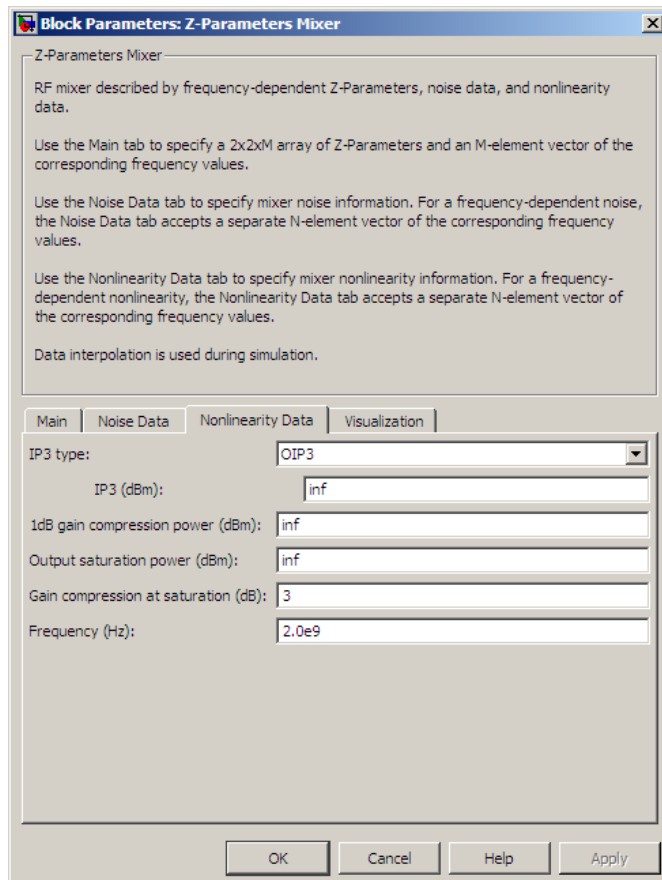 Block Parameters: Z-Parameters Mixer
Z-Parameters Mixer
RF mixer described by frequency-dependent Z-Parameters, noise data, and nonlinearity
data.
Use the Main tab to specify a 2x2xM array of Z-Parameters and an M-element vector of the
corresponding frequency values.
Use the Noise Data tab to specify mixer noise information. For a frequency-dependent noise,
the Noise Data tab accepts a separate N-element vector of the corresponding frequency
values.
Use the Nonlinearity Data tab to specify mixer nonlinearity information. For a frequency-
dependent nonlinearity, the Nonlinearity Data tab accepts a separate N-element vector of
the corresponding frequency values.
Data interpolation is used during simulation.
Main Noise Data Nonlinearity Data Visualization
IP3 type: OIP3
IP3 (dBm): inf
1dB gain compression power (dBm): inf
Output saturation power (dBm): inf
Gain compression at saturation (dB): 3
Frequency (Hz): 2.0e9
OK Cancel Help Apply